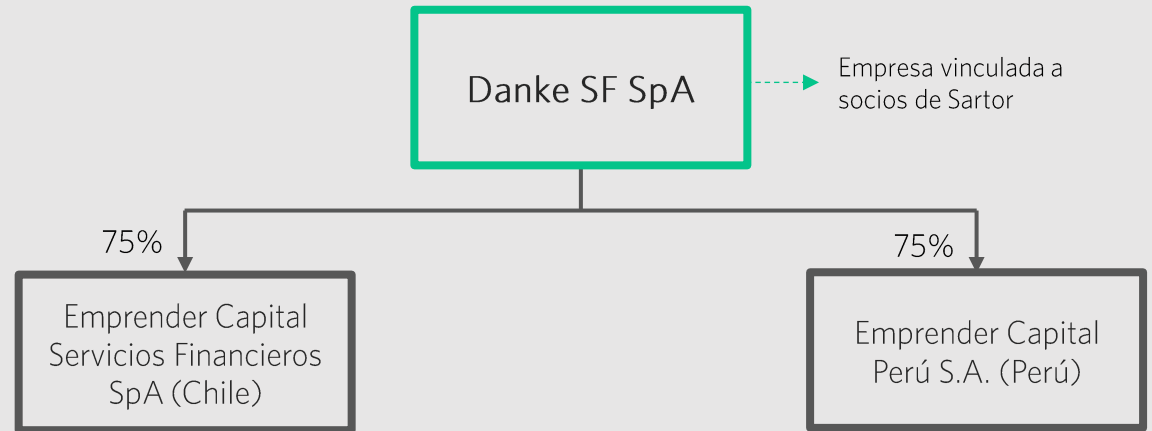 Danke SF SpA
Empresa vinculada a
socios de Sartor
75%
75%
Emprender Capital
Servicios Financieros
SpA (Chile)
Emprender Capital
Perú S.A. (Perú)